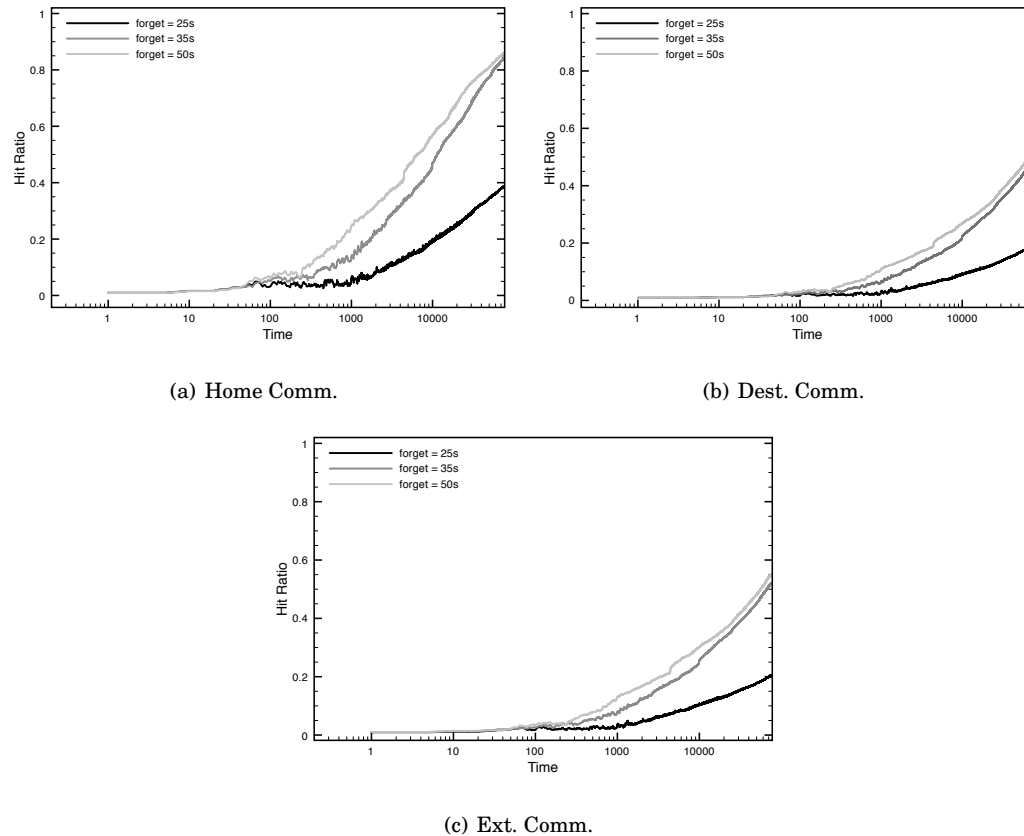 forget = 25s
forget = 35s
forget = 50s
1
0.8
0.6
0.4
0.2
0
Hit Ratio
1 10 100 1000 10000
Time
(a) Home Comm.
forget = 25s
forget = 35s
forget = 50s
1
0.8
0.6
0.4
0.2
0
Hit Ratio
1 10 100 1000 10000
Time
(b) Dest. Comm.
forget = 25s
forget = 35s
forget = 50s
1
0.8
0.6
0.4
0.2
0
Hit Ratio
1 10 100 1000 10000
Time
(c) Ext. Comm.